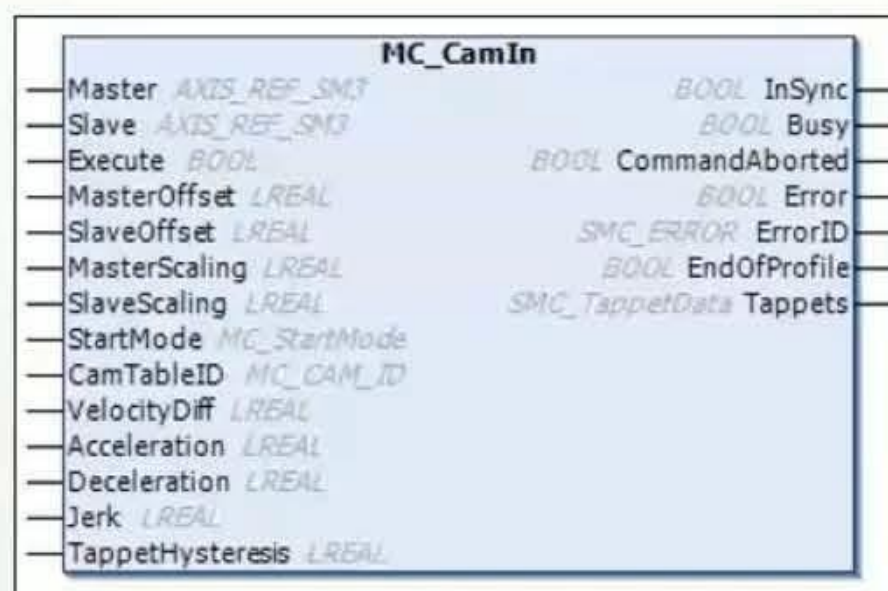 MC_CamIn
Master AXIS_REF_SM3 BOOL InSync
Slave AXIS_REF_SM3 BOOL Busy
Execute BOOL BOOL CommandAborted
MasterOffset LREAL BOOL Error
SlaveOffset LREAL SMC_ERROR ErrorID
MasterScaling LREAL BOOL EndOfProfile
SlaveScaling LREAL SMC_TappetData Tappets
StartMode MC_StartMode
CamTableID MC_CAM_ID
VelocityDiff LREAL
Acceleration LREAL
Deceleration LREAL
Jerk LREAL
TappetHysteresis LREAL